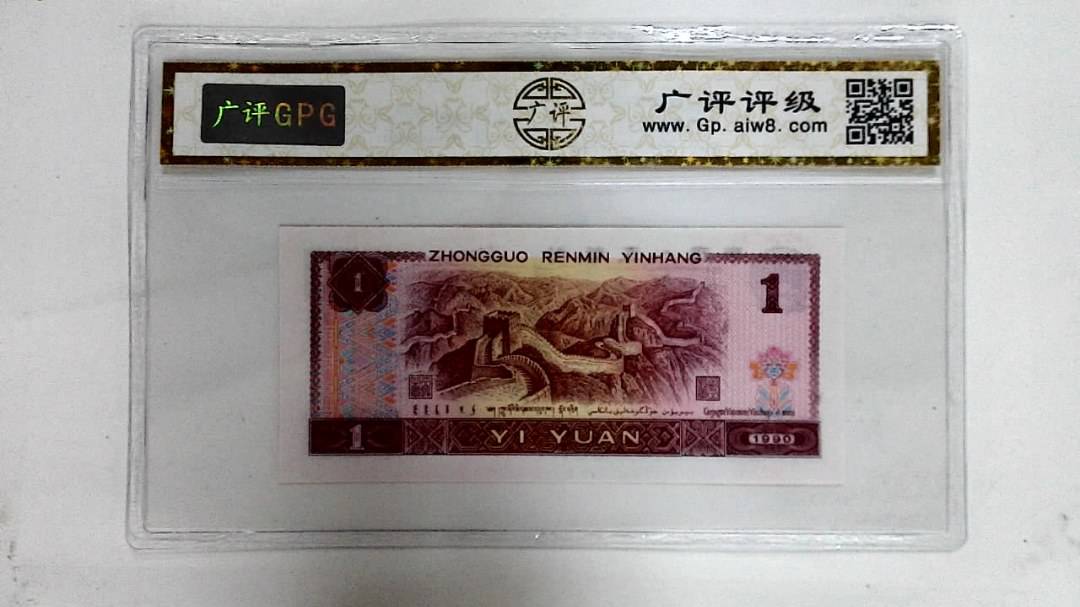 广评GPG
广评
广评评级
www. Gp. aiw8. com
ZHONGGUO RENMIN YINHANG
1
1
1
YI YUAN
1990